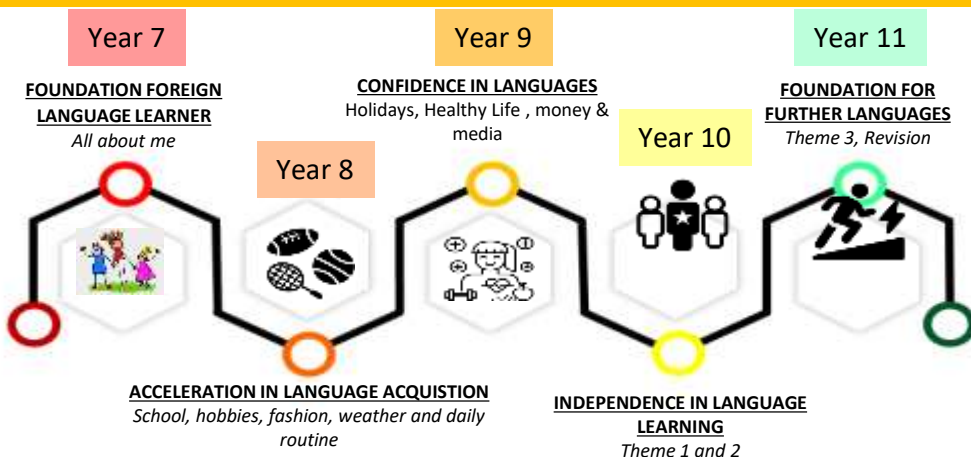 Year 7
FOUNDATION FOREIGN
LANGUAGE LEARNER
All about me
Year 8
ACCELERATION IN LANGUAGE ACQUISTION
School, hobbies, fashion, weather and daily
routine
Year 9
CONFIDENCE IN LANGUAGES
Holidays, Healthy Life , money &
media
Year 10
INDEPENDENCE IN LANGUAGE
LEARNING
Theme 1 and 2
Year 11
FOUNDATION FOR
FURTHER LANGUAGES
Theme 3, Revision